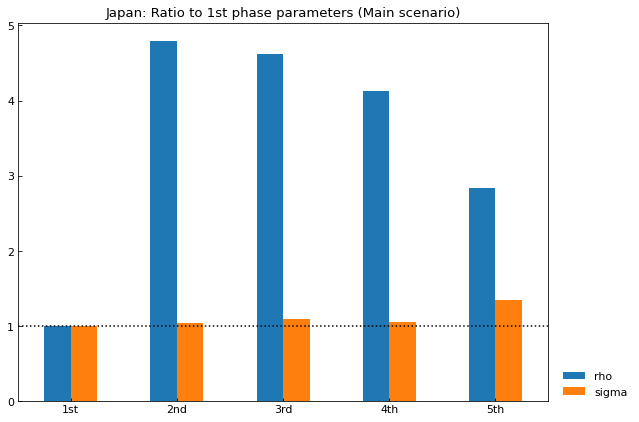 Japan: Ratio to 1st phase parameters (Main scenario)
5
4
3
2
1
0
1st 2nd 3rd 4th 5th
rho
sigma